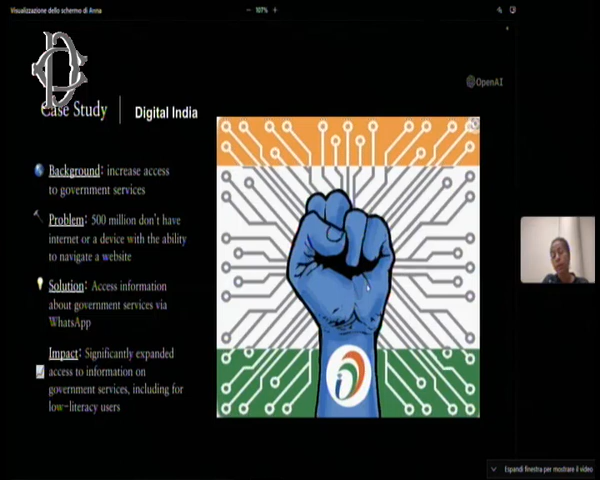 Visualizzazione dello schermo di Anna
107%
OpenAI
Case Study
Digital India
Background: increase access
to government services
Problem: 500 million don't have
internet or a device with the ability
to navigate a website
Solution: Access information
about government services via
WhatsApp
Impact: Significantly expanded
access to information on
government services, including for
low-literacy users
Espandi finestra per mostrare il video